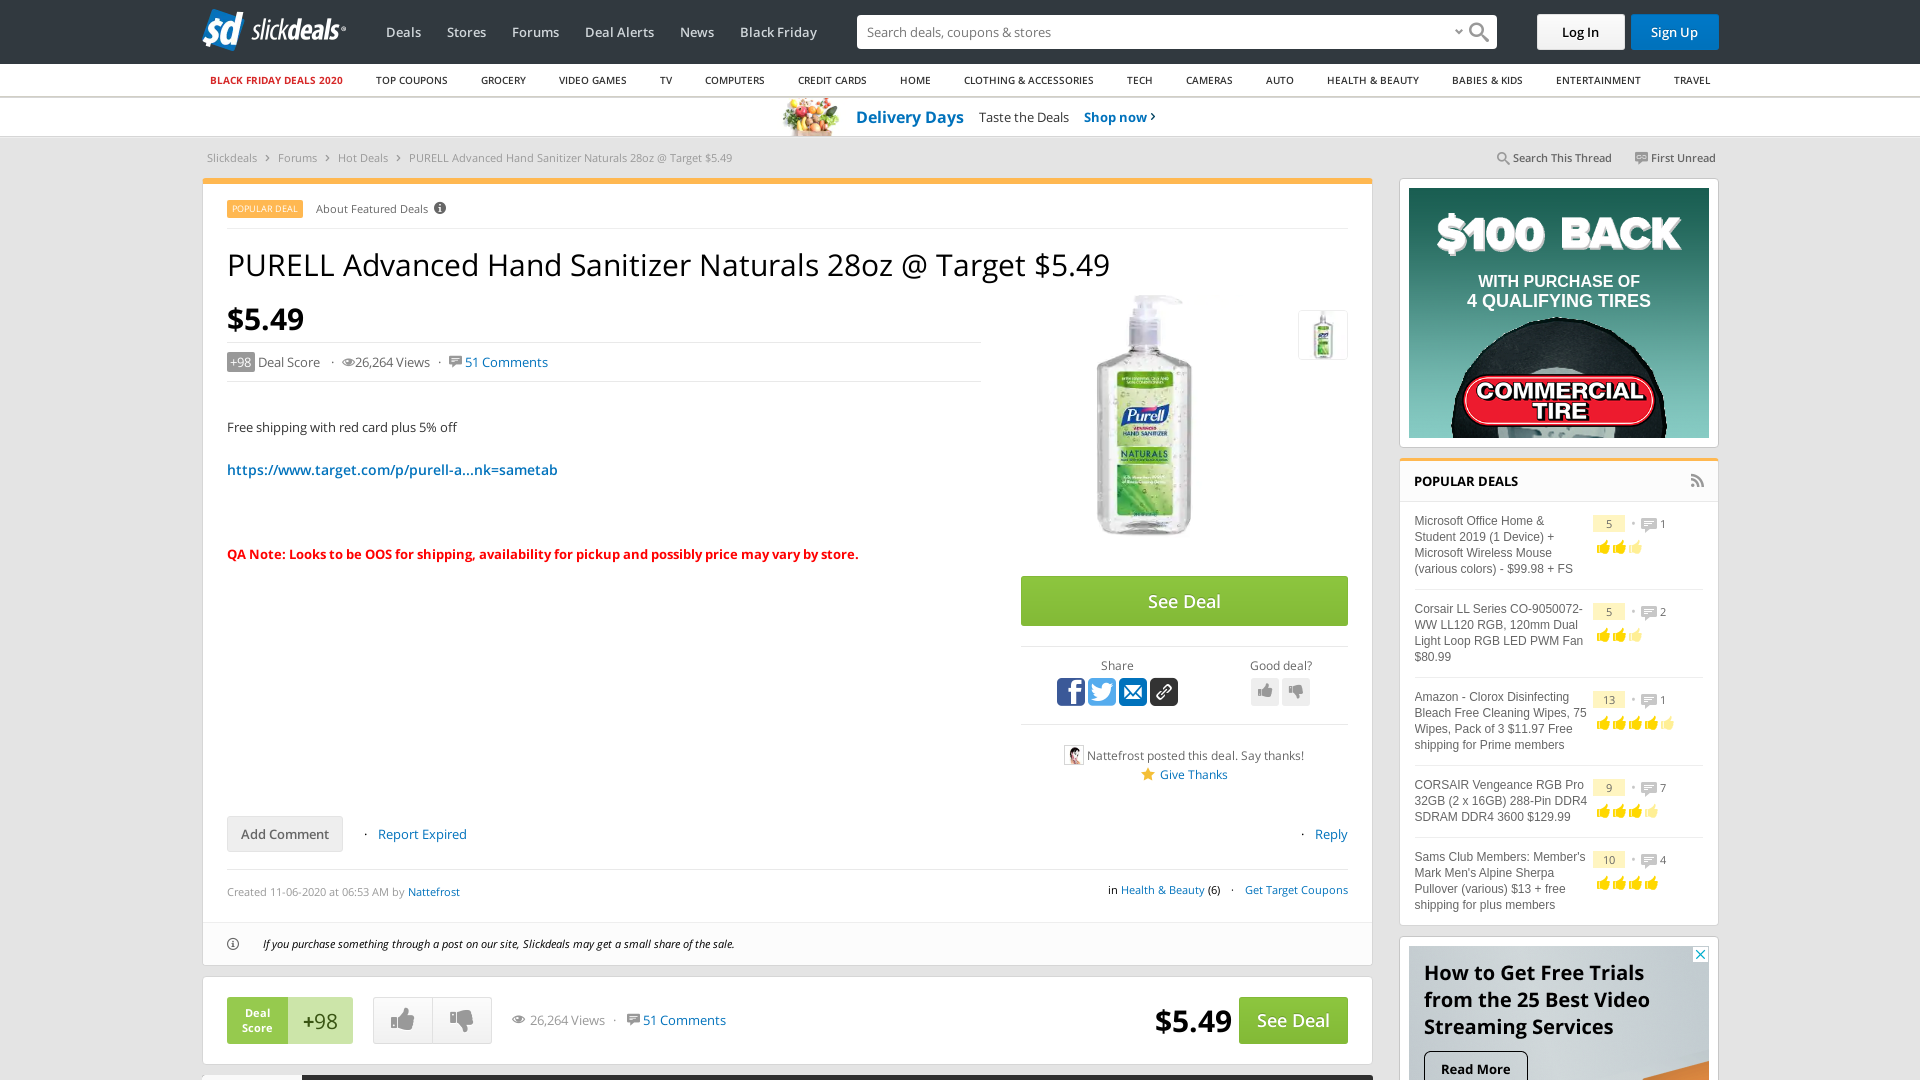 slickdeals
Deals
Stores
Forums
Deal Alerts
News
Black Friday
Search deals, coupons & stores
Log In
Sign Up
BLACK FRIDAY DEALS 2020
TOP COUPONS
GROCERY
VIDEO GAMES
TV
COMPUTERS
CREDIT CARDS
HOME
CLOTHING & ACCESSORIES
TECH
CAMERAS
AUTO
HEALTH & BEAUTY
BABIES & KIDS
ENTERTAINMENT
TRAVEL
Delivery Days Taste the Deals Shop now ›
Slickdeals › Forums › Hot Deals › PURELL Advanced Hand Sanitizer Naturals 28oz @ Target $5.49
Search This Thread
First Unread
POPULAR DEAL
About Featured Deals
PURELL Advanced Hand Sanitizer Naturals 28oz @ Target $5.49
$5.49
+98 Deal Score · 26,264 Views · 51 Comments
Free shipping with red card plus 5% off
https://www.target.com/p/purell-a...nk=sametab
QA Note: Looks to be OOS for shipping, availability for pickup and possibly price may vary by store.
Purell
ADVANCED
HAND SANITIZER
NATURALS
See Deal
Share
Good deal?
Nattefrost posted this deal. Say thanks!
Give Thanks
Add Comment
· Report Expired
· Reply
Created 11-06-2020 at 06:53 AM by Nattefrost
in Health & Beauty (6) · Get Target Coupons
If you purchase something through a post on our site, Slickdeals may get a small share of the sale.
Deal
Score
+98
26,264 Views · 51 Comments
$5.49
See Deal
$100 BACK
WITH PURCHASE OF
4 QUALIFYING TIRES
COMMERCIAL
TIRE
POPULAR DEALS
Microsoft Office Home &
Student 2019 (1 Device) +
Microsoft Wireless Mouse
(various colors) - $99.98 + FS
5 • 1
Corsair LL Series CO-9050072-
WW LL120 RGB, 120mm Dual
Light Loop RGB LED PWM Fan
$80.99
5 • 2
Amazon - Clorox Disinfecting
Bleach Free Cleaning Wipes, 75
Wipes, Pack of 3 $11.97 Free
shipping for Prime members
13 • 1
CORSAIR Vengeance RGB Pro
32GB (2 x 16GB) 288-Pin DDR4
SDRAM DDR4 3600 $129.99
9 • 7
Sams Club Members: Member's
Mark Men's Alpine Sherpa
Pullover (various) $13 + free
shipping for plus members
10 • 4
How to Get Free Trials
from the 25 Best Video
Streaming Services
Read More